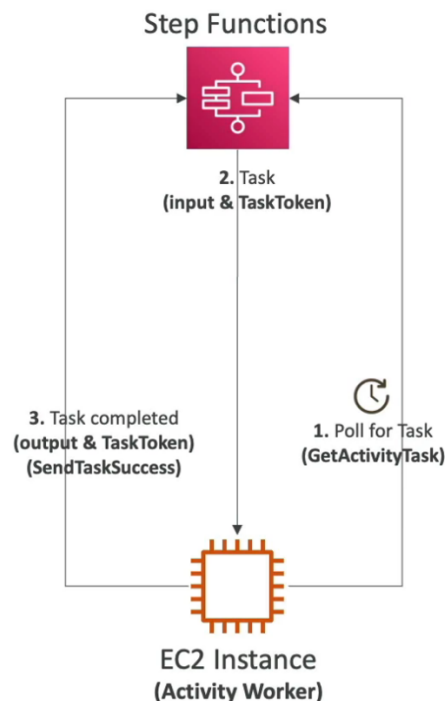 Step Functions
2. Task
(input & TaskToken)
3. Task completed
(output & TaskToken)
(SendTaskSuccess)
1. Poll for Task
(GetActivityTask)
EC2 Instance
(Activity Worker)